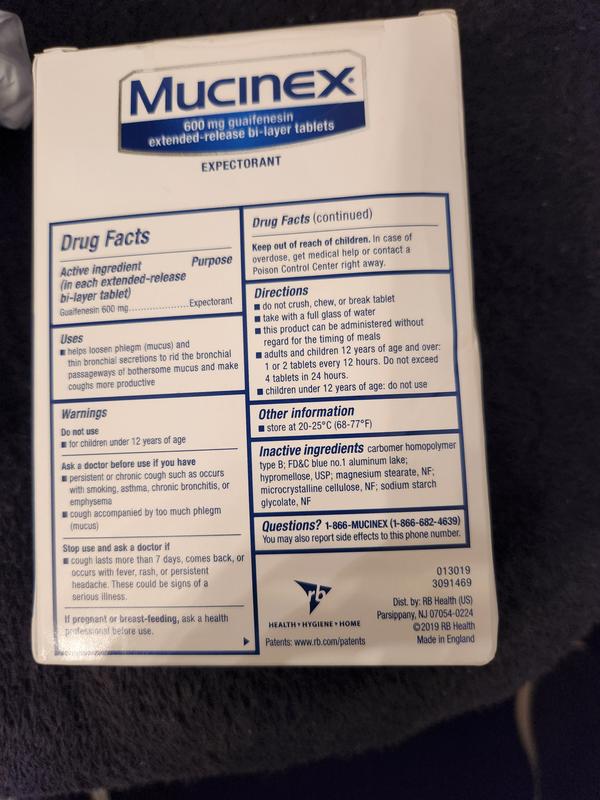 Mucinex®
600 mg guaifenesin
extended-release bi-layer tablets
EXPECTORANT
Drug Facts
Active ingredient Purpose
(in each extended-release
bi-layer tablet)
Guaifenesin 600 mg....................Expectorant
Uses
■ helps loosen phlegm (mucus) and
thin bronchial secretions to rid the bronchial
passageways of bothersome mucus and make
coughs more productive
Warnings
Do not use
■ for children under 12 years of age
Ask a doctor before use if you have
■ persistent or chronic cough such as occurs
with smoking, asthma, chronic bronchitis, or
emphysema
■ cough accompanied by too much phlegm
(mucus)
Stop use and ask a doctor if
■ cough lasts more than 7 days, comes back, or
occurs with fever, rash, or persistent
headache. These could be signs of a
serious illness.
If pregnant or breast-feeding, ask a health
professional before use.
Drug Facts (continued)
Keep out of reach of children. In case of
overdose, get medical help or contact a
Poison Control Center right away.
Directions
■ do not crush, chew, or break tablet
■ take with a full glass of water
■ this product can be administered without
regard for the timing of meals
■ adults and children 12 years of age and over:
1 or 2 tablets every 12 hours. Do not exceed
4 tablets in 24 hours.
■ children under 12 years of age: do not use
Other information
■ store at 20-25°C (68-77°F)
Inactive ingredients carbomer homopolymer
type B; FD&C blue no.1 aluminum lake;
hypromellose, USP; magnesium stearate, NF;
microcrystalline cellulose, NF; sodium starch
glycolate, NF
Questions? 1-866-MUCINEX (1-866-682-4639)
You may also report side effects to this phone number.
rb
HEALTH • HYGIENE • HOME
Patents: www.rb.com/patents
013019
3091469
Dist. by: RB Health (US)
Parsippany, NJ 07054-0224
©2019 RB Health
Made in England